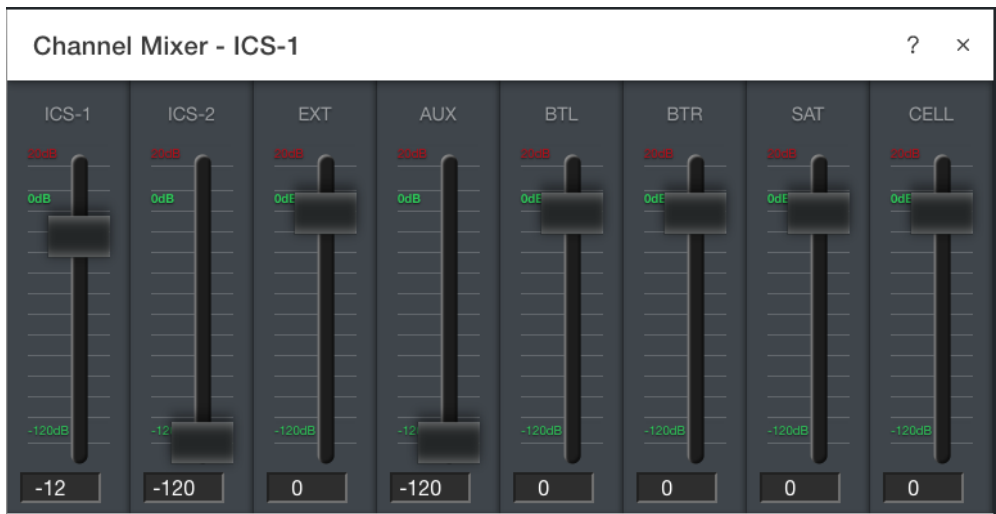 Channel Mixer - ICS-1 ? ×
ICS-1 ICS-2 EXT AUX BTL BTR SAT CELL
20dB 20dB 20dB 20dB 20dB 20dB 20dB 20dB
0dB 0dB 0dB
-120dB -120dB -120dB -120dB -120dB -120dB
-12 -120 0 -120 0 0 0 0